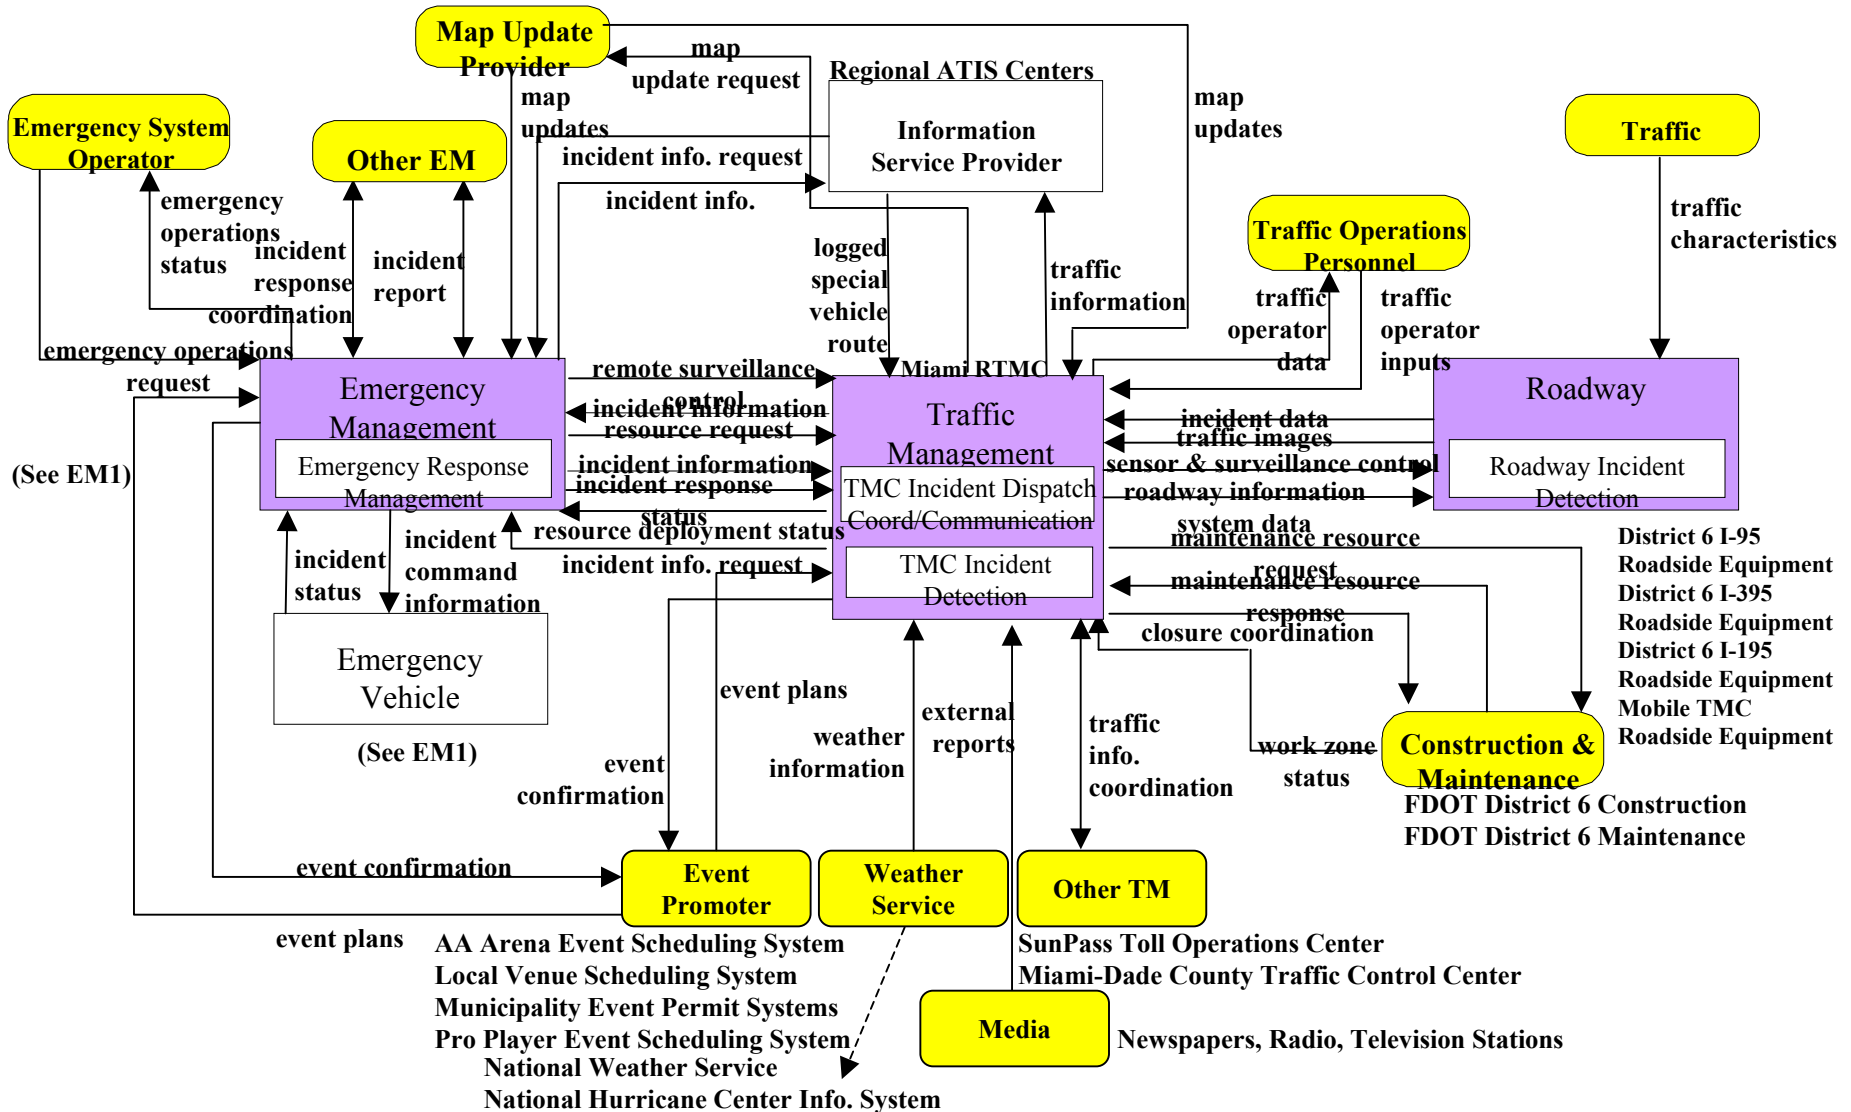 Map Update
Provider
map
update request
Regional ATIS Centers
map
updates
map
updates
Emergency System
Operator
Other EM
Information
Service Provider
Traffic
incident info. request
incident info.
emergency
operations
status
incident
response
coordination
incident
report
logged
special
vehicle
route
traffic
information
Traffic Operations
Personnel
traffic
characteristics
traffic
operator
data
traffic
operator
inputs
emergency operations
request
(See EM1)
Emergency
Management
Emergency Response
Management
remote surveillance
control
incident information
resource request
incident information
incident response
status
resource deployment status
incident info. request
Miami RTMC
Traffic
Management
TMC Incident Dispatch
Coord/Communication
TMC Incident
Detection
incident data
traffic images
sensor & surveillance control
roadway information
system data
maintenance resource
request
maintenance resource
response
closure coordination
Roadway
Roadway Incident
Detection
District 6 I-95
Roadside Equipment
District 6 I-395
Roadside Equipment
District 6 I-195
Roadside Equipment
Mobile TMC
Roadside Equipment
incident
status
incident
command
information
Emergency
Vehicle
(See EM1)
event plans
event
confirmation
weather
information
external
reports
traffic
info.
coordination
work zone
status
Construction &
Maintenance
FDOT District 6 Construction
FDOT District 6 Maintenance
event confirmation
event plans
Event
Promoter
Weather
Service
Other TM
AA Arena Event Scheduling System
Local Venue Scheduling System
Municipality Event Permit Systems
Pro Player Event Scheduling System
National Weather Service
National Hurricane Center Info. System
SunPass Toll Operations Center
Miami-Dade County Traffic Control Center
Media
Newspapers, Radio, Television Stations